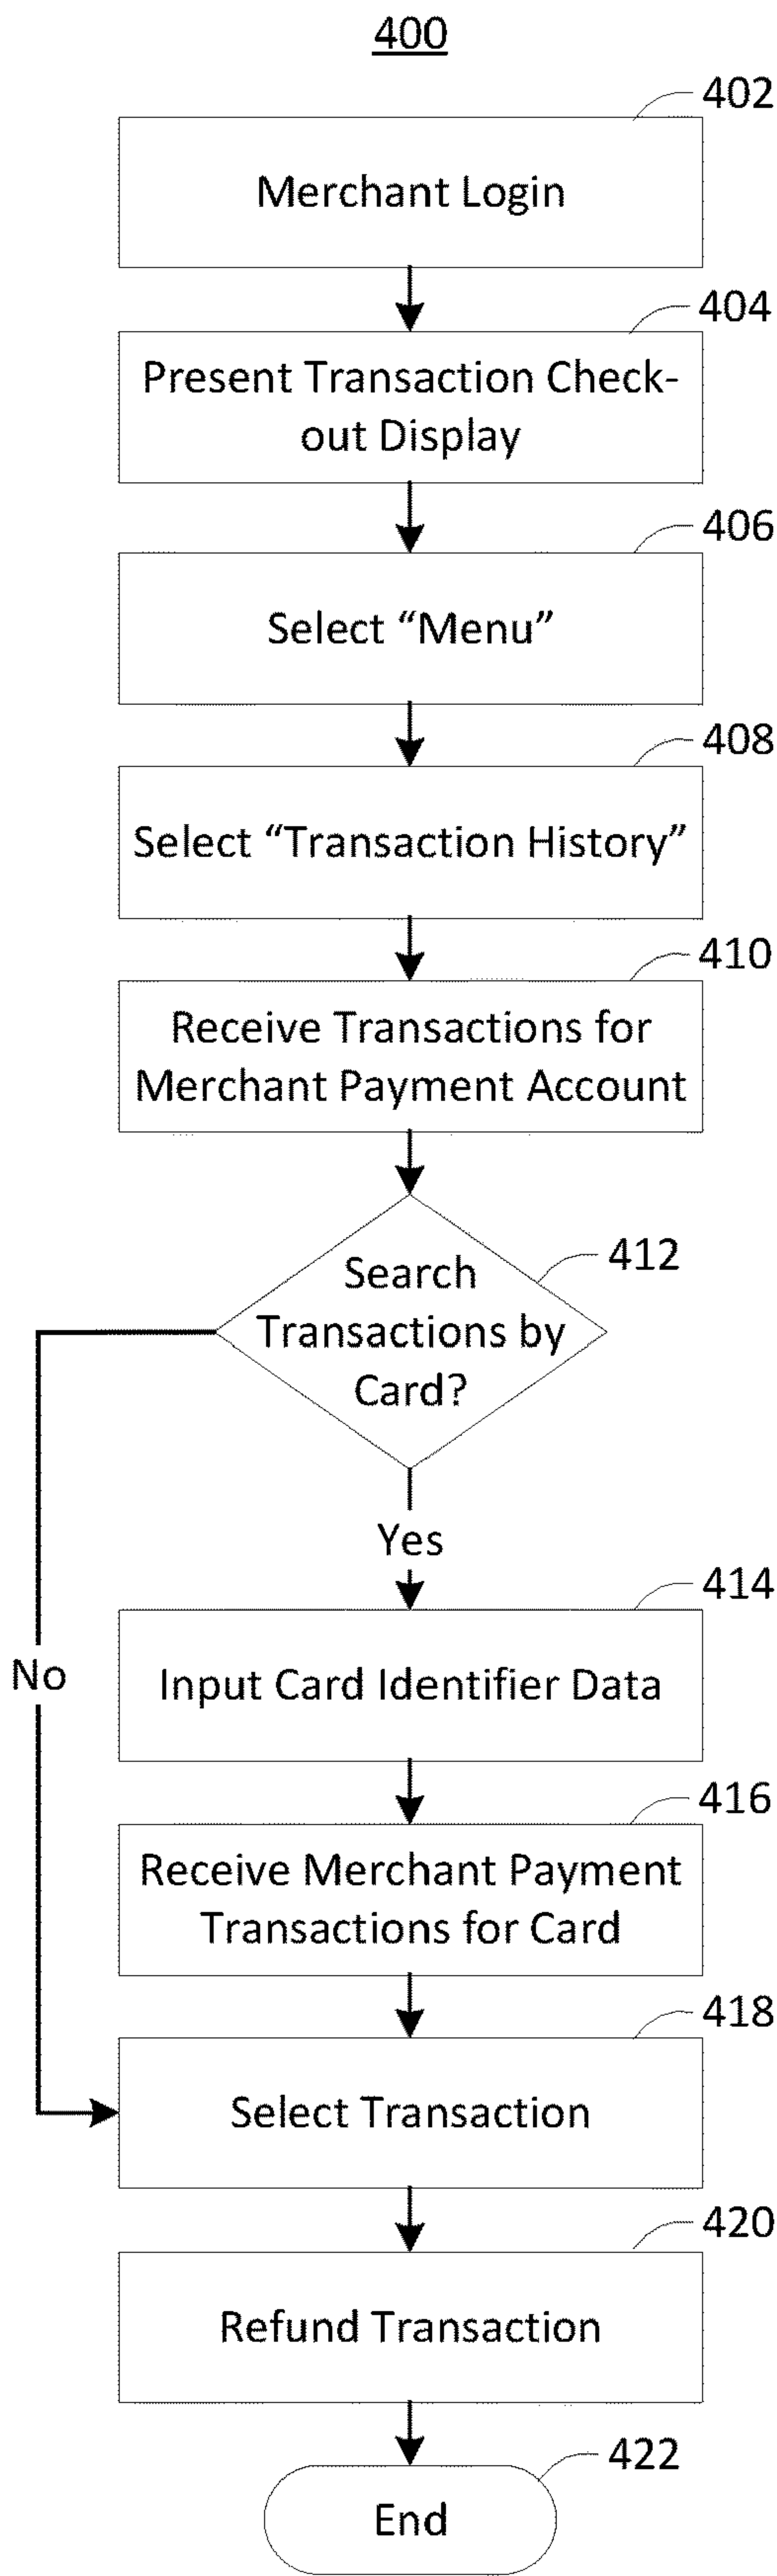 400
402
Merchant Login
404
Present Transaction Check-
out Display
406
Select “Menu”
408
Select “Transaction History”
410
Receive Transactions for
Merchant Payment Account
412
Search
Transactions by
Card?
Yes
414
No
Input Card Identifier Data
416
Receive Merchant Payment
Transactions for Card
418
Select Transaction
420
Refund Transaction
422
End